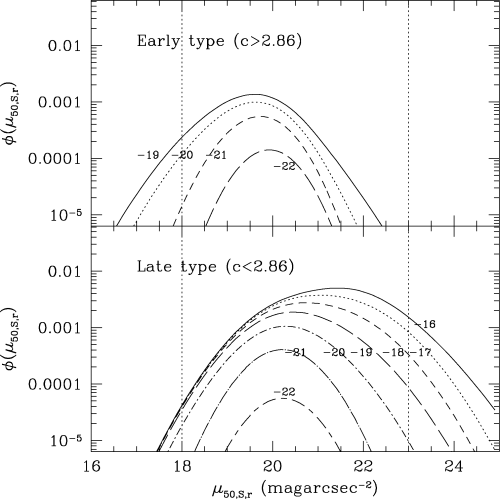 0.01
Early type (c>2.86)
0.001
φ(μ50,S,r)
−19 −20 −21
0.0001
−22
10−5
0.01
Late type (c<2.86)
−16
0.001
φ(μ50,S,r)
−21 −20 −19 −18 −17
0.0001
−22
10−5
16 18 20 22 24
μ50,S,r (magarcsec−2)